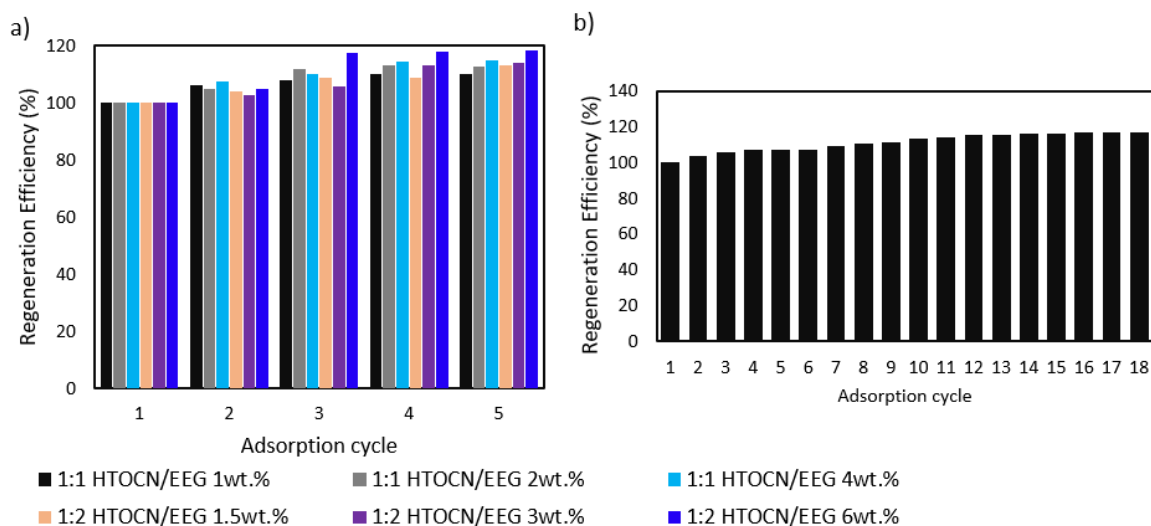 a)
Regeneration Efficiency (%)
120
100
80
60
40
20
0
1 2 3 4 5
Adsorption cycle
b)
Regeneration Efficiency (%)
140
120
100
80
60
40
20
0
1 2 3 4 5 6 7 8 9 10 11 12 13 14 15 16 17 18
Adsorption cycle
1:1 HTOCN/EEG 1wt.% 1:1 HTOCN/EEG 2wt.% 1:1 HTOCN/EEG 4wt.%
1:2 HTOCN/EEG 1.5wt.% 1:2 HTOCN/EEG 3wt.% 1:2 HTOCN/EEG 6wt.%